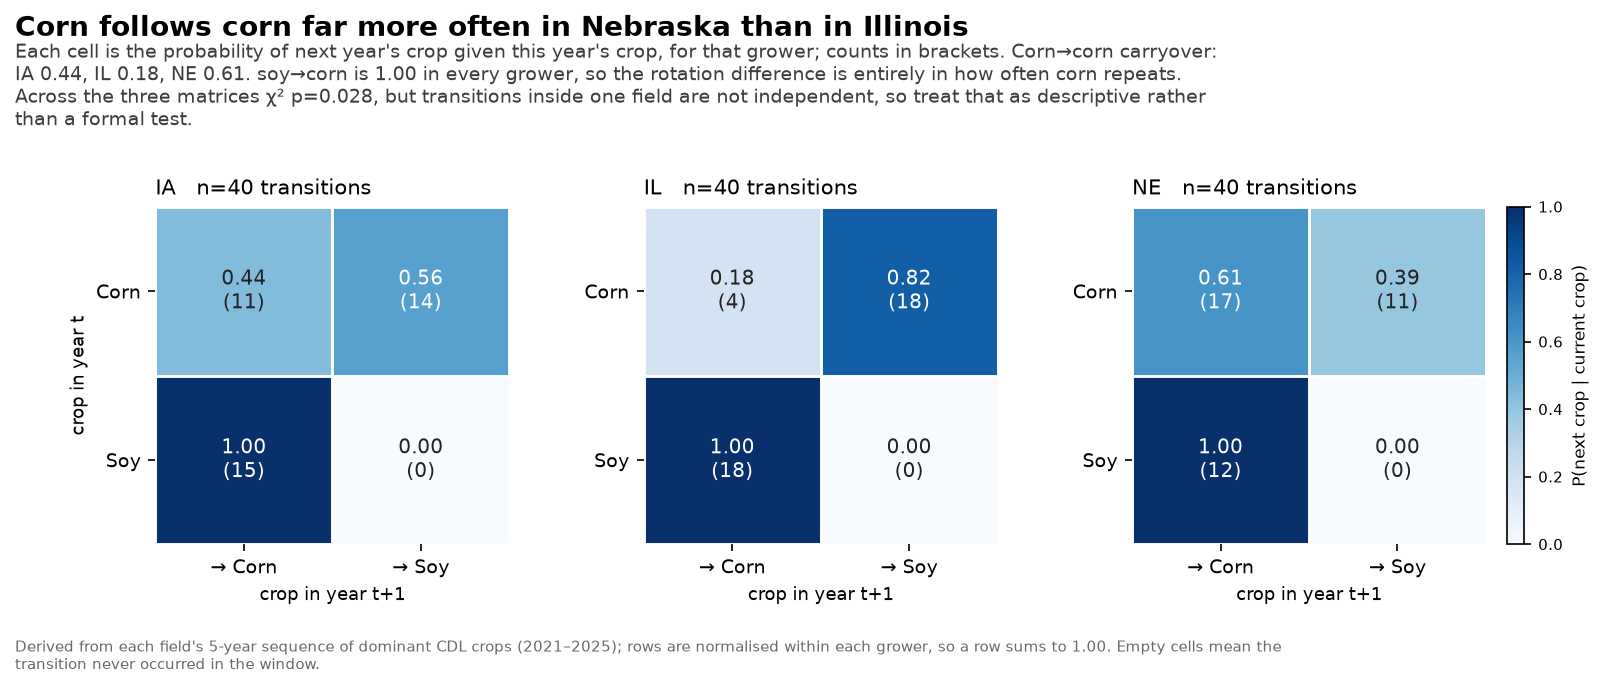 Corn follows corn far more often in Nebraska than in Illinois
Each cell is the probability of next year's crop given this year's crop, for that grower; counts in brackets. Corn→corn carryover:
IA 0.44, IL 0.18, NE 0.61. soy→corn is 1.00 in every grower, so the rotation difference is entirely in how often corn repeats.
Across the three matrices χ² p=0.028, but transitions inside one field are not independent, so treat that as descriptive rather
than a formal test.
IA n=40 transitions
crop in year t
Corn
0.44
(11)
0.56
(14)
Soy
1.00
(15)
0.00
(0)
→ Corn
→ Soy
crop in year t+1
IL n=40 transitions
Corn
0.18
(4)
0.82
(18)
Soy
1.00
(18)
0.00
(0)
→ Corn
→ Soy
crop in year t+1
NE n=40 transitions
Corn
0.61
(17)
0.39
(11)
Soy
1.00
(12)
0.00
(0)
→ Corn
→ Soy
crop in year t+1
1.0
0.8
0.6
0.4
0.2
0.0
P(next crop | current crop)
Derived from each field's 5-year sequence of dominant CDL crops (2021–2025); rows are normalised within each grower, so a row sums to 1.00. Empty cells mean the
transition never occurred in the window.